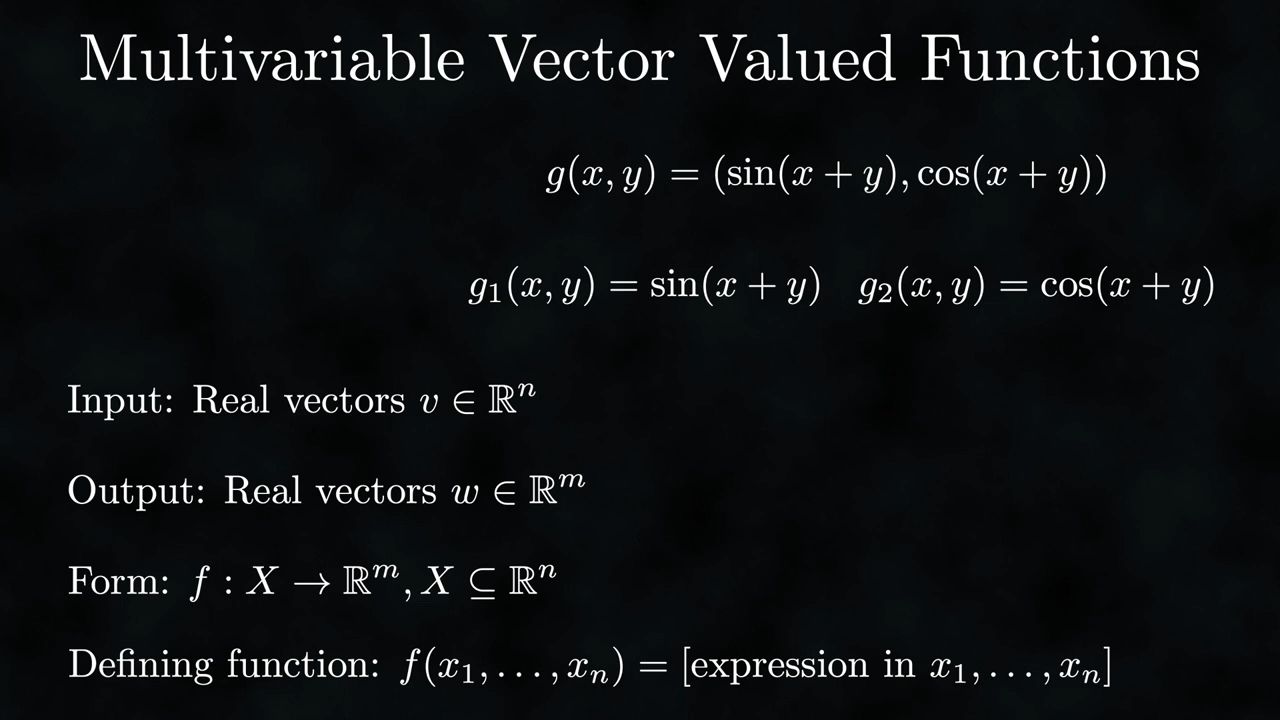 Multivariable Vector Valued Functions
g(x, y) = (sin(x + y), cos(x + y))
g₁(x, y) = sin(x + y)   g₂(x, y) = cos(x + y)
Input: Real vectors v ∈ ℝⁿ
Output: Real vectors w ∈ ℝᵐ
Form: f : X → ℝᵐ, X ⊆ ℝⁿ
Defining function: f(x₁, . . . , xₙ) = [expression in x₁, . . . , xₙ]